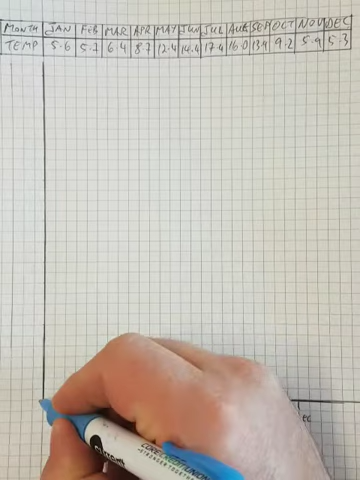 MONTH JAN FEB MAR APR MAY JUN JUL AUG SEP OCT NOV DEC
TEMP 5.6 5.7 6.4 8.7 12.4 14.4 17.4 16.0 13.4 9.2 5.9 5.3